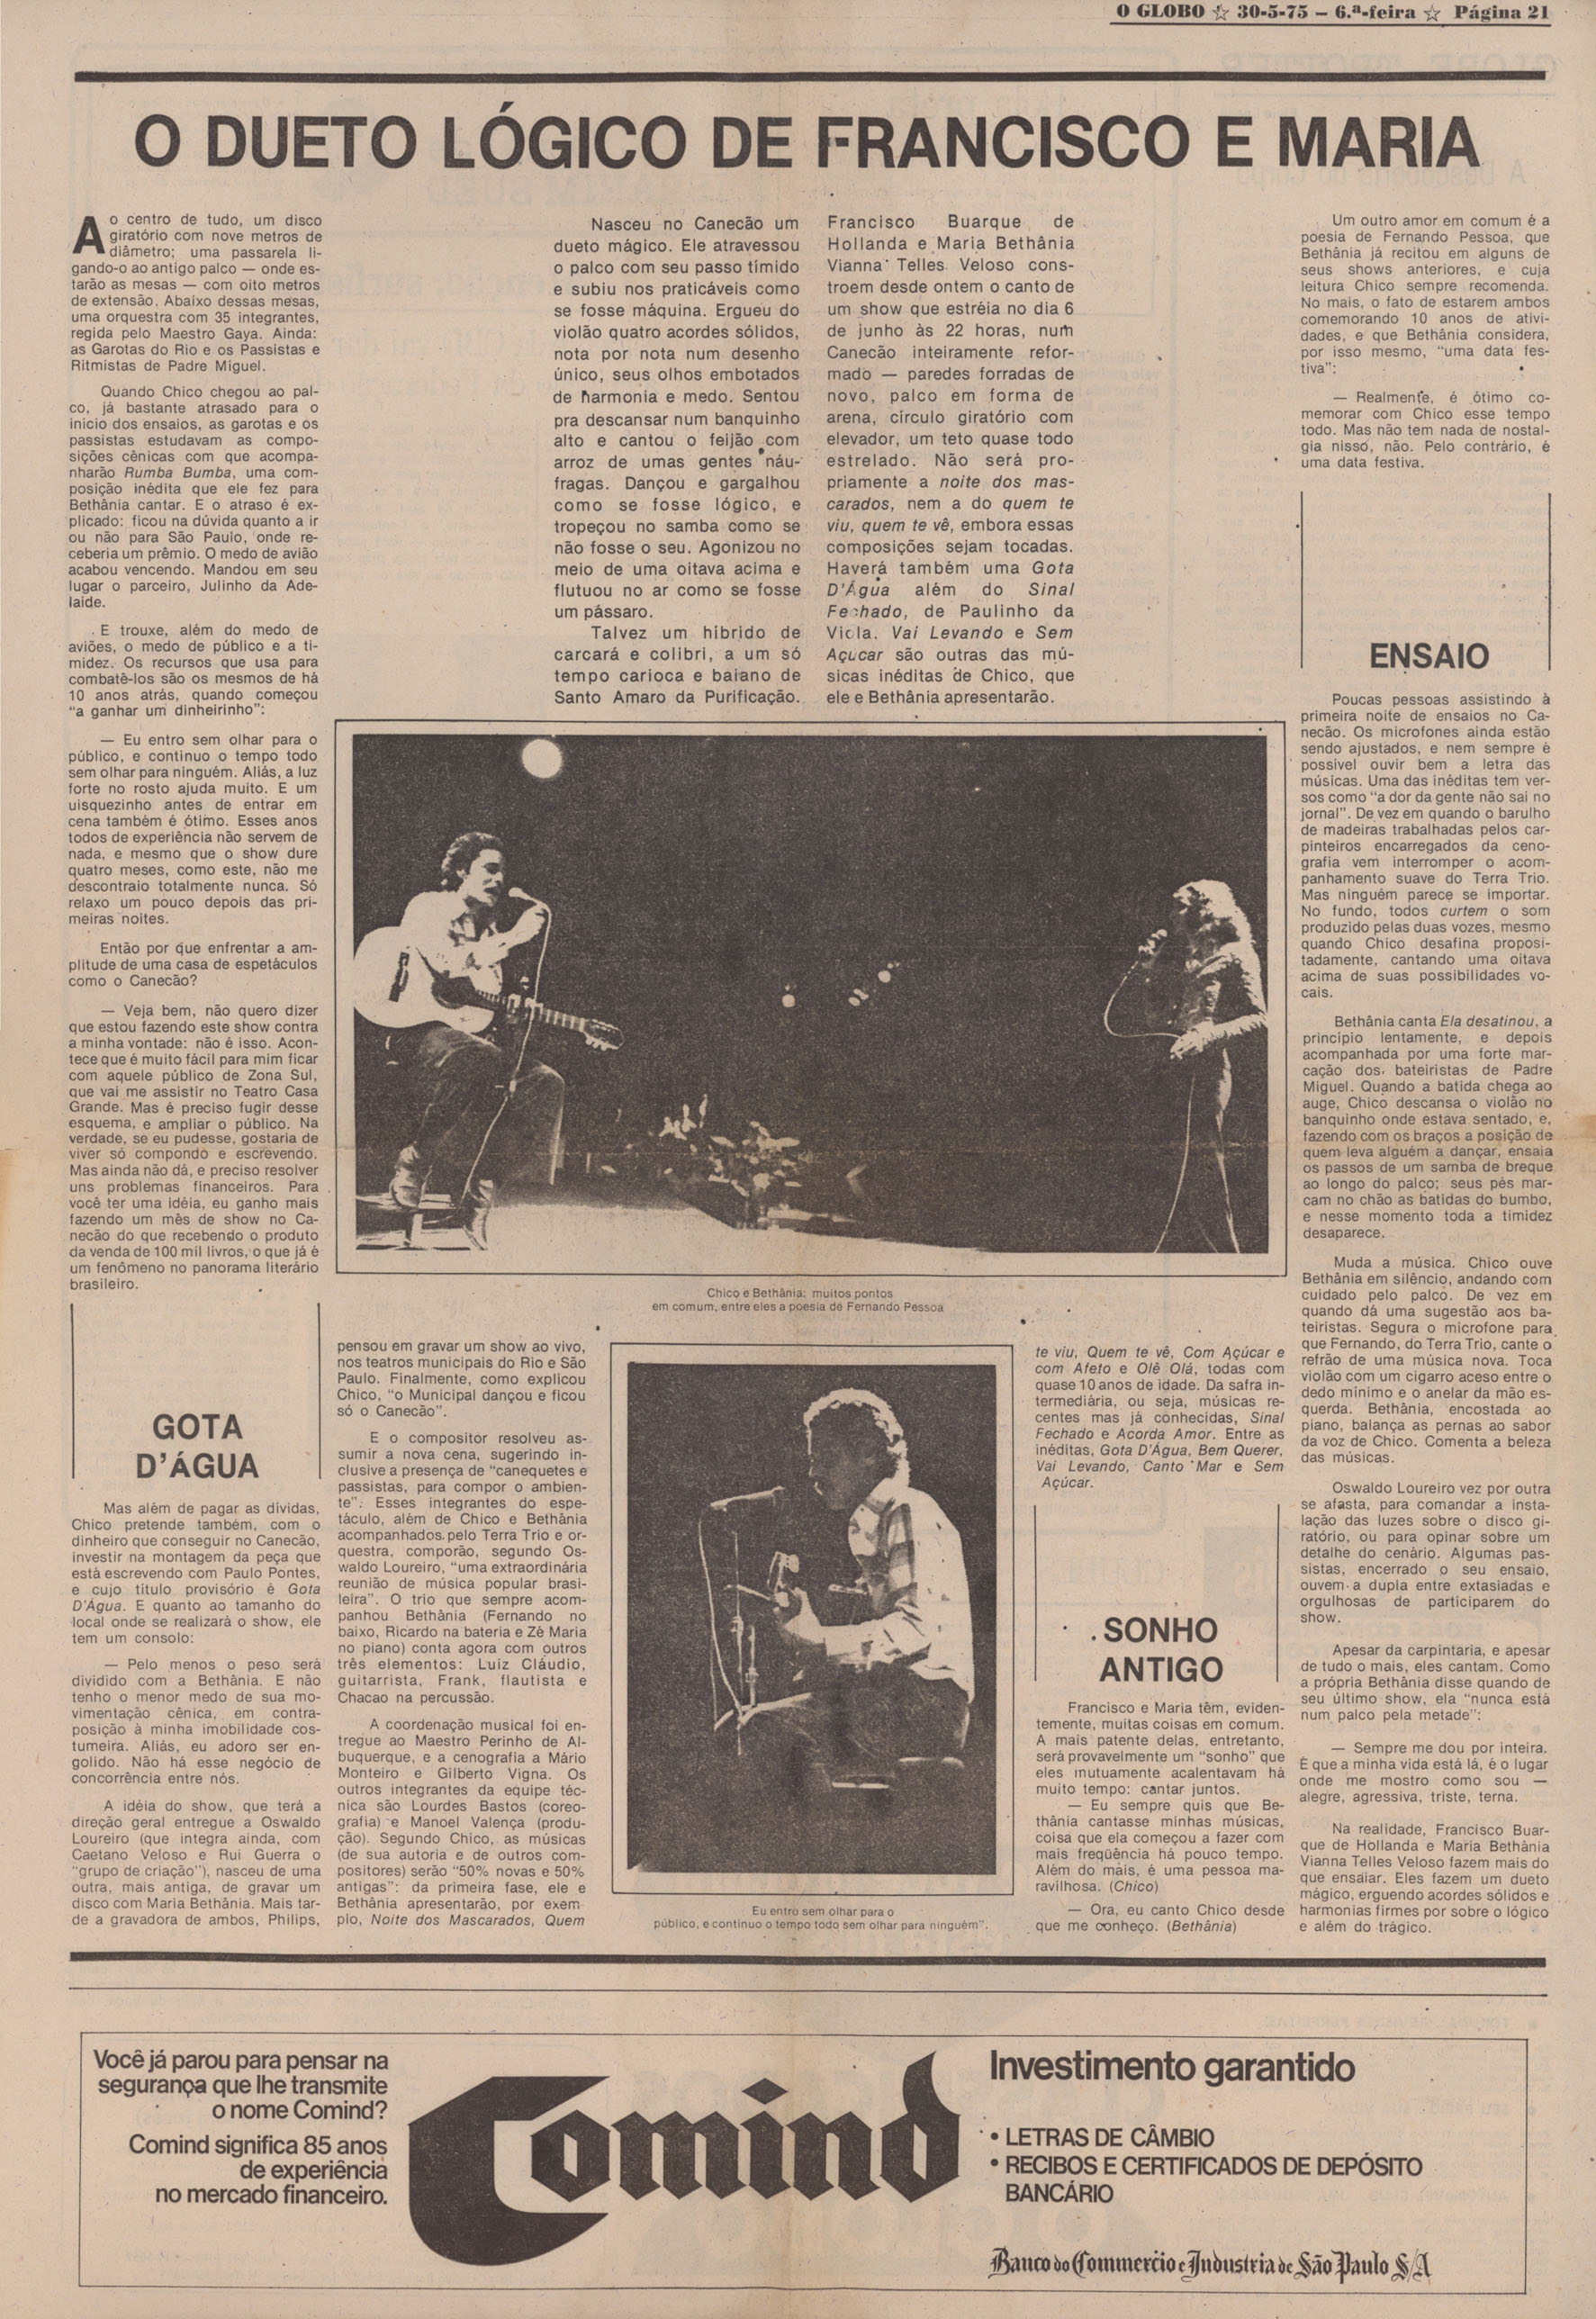 O GLOBO ☆ 30-5-75 — 6.ª-feira ☆ Página 21
O DUETO LÓGICO DE FRANCISCO E MARIA
Ao centro de tudo, um disco
giratório com nove metros de
diâmetro; uma passarela li-
gando-o ao antigo palco — onde es-
tarão as mesas — com oito metros
de extensão. Abaixo dessas mesas,
uma orquestra com 35 integrantes,
regida pelo Maestro Gaya. Ainda:
as Garotas do Rio e os Passistas e
Ritmistas de Padre Miguel.
Quando Chico chegou ao pal-
co, já bastante atrasado para o
inicio dos ensaios, as garotas e os
passistas estudavam as compo-
sições cênicas com que acompa-
nharão Rumba Bumba, uma com-
posição inédita que ele fez para
Bethânia cantar. E o atraso é ex-
plicado: ficou na dúvida quanto a ir
ou não para São Paulo, onde re-
ceberia um prêmio. O medo de avião
acabou vencendo. Mandou em seu
lugar o parceiro, Julinho da Ade-
laide.
E trouxe, além do medo de
aviões, o medo de público e a ti-
midez. Os recursos que usa para
combatê-los são os mesmos de há
10 anos atrás, quando começou
"a ganhar um dinheirinho":
— Eu entro sem olhar para o
público, e continuo o tempo todo
sem olhar para ninguém. Aliás, a luz
forte no rosto ajuda muito. E um
uisquezinho antes de entrar em
cena também é ótimo. Esses anos
todos de experiência não servem de
nada, e mesmo que o show dure
quatro meses, como este, não me
descontraio totalmente nunca. Só
relaxo um pouco depois das pri-
meiras noites.
Então por que enfrentar a am-
plitude de uma casa de espetáculos
como o Canecão?
— Veja bem, não quero dizer
que estou fazendo este show contra
a minha vontade: não é isso. Acon-
tece que é muito fácil para mim ficar
com aquele público de Zona Sul,
que vai me assistir no Teatro Casa
Grande. Mas é preciso fugir desse
esquema, e ampliar o público. Na
verdade, se eu pudesse, gostaria de
viver só compondo e escrevendo.
Mas ainda não dá, e preciso resolver
uns problemas financeiros. Para
você ter uma idéia, eu ganho mais
fazendo um mês de show no Ca-
necão do que recebendo o produto
da venda de 100 mil livros, o que já é
um fenômeno no panorama literário
brasileiro.
GOTA
D'ÁGUA
Mas além de pagar as dívidas,
Chico pretende também, com o
dinheiro que conseguir no Canecão,
investir na montagem da peça que
está escrevendo com Paulo Pontes,
e cujo titulo provisório é Gota
D'Água. E quanto ao tamanho do
local onde se realizará o show, ele
tem um consolo:
— Pelo menos o peso será
dividido com a Bethânia. E não
tenho o menor medo de sua mo-
vimentação cênica, em contra-
posição à minha imobilidade cos-
tumeira. Aliás, eu adoro ser en-
golido. Não há esse negócio de
concorrência entre nós.
A idéia do show, que terá a
direção geral entregue a Oswaldo
Loureiro (que integra ainda, com
Caetano Veloso e Rui Guerra o
"grupo de criação"), nasceu de uma
outra, mais antiga, de gravar um
disco com Maria Bethânia. Mais tar-
de a gravadora de ambos, Philips,
pensou em gravar um show ao vivo,
nos teatros municipais do Rio e São
Paulo. Finalmente, como explicou
Chico, "o Municipal dançou e ficou
só o Canecão".
E o compositor resolveu as-
sumir a nova cena, sugerindo in-
clusive a presença de "canequetes e
passistas, para compor o ambien-
te". Esses integrantes do espe-
táculo, além de Chico e Bethânia
acompanhados pelo Terra Trio e or-
questra, comporão, segundo Os-
waldo Loureiro, "uma extraordinária
reunião de música popular brasi-
leira". O trio que sempre acom-
panhou Bethânia (Fernando no
baixo, Ricardo na bateria e Zé Maria
no piano) conta agora com outros
três elementos: Luiz Cláudio,
guitarrista, Frank, flautista e
Chacao na percussão.
A coordenação musical foi en-
tregue ao Maestro Perinho de Al-
buquerque, e a cenografia a Mário
Monteiro e Gilberto Vigna. Os
outros integrantes da equipe téc-
nica são Lourdes Bastos (coreo-
grafia) e Manoel Valença (produ-
ção). Segundo Chico, as músicas
(de sua autoria e de outros com-
positores) serão "50% novas e 50%
antigas": da primeira fase, ele e
Bethânia apresentarão, por exem
plo, Noite dos Mascarados, Quem
Nasceu no Canecão um
dueto mágico. Ele atravessou
o palco com seu passo tímido
e subiu nos praticáveis como
se fosse máquina. Ergueu do
violão quatro acordes sólidos,
nota por nota num desenho
único, seus olhos embotados
de harmonia e medo. Sentou
pra descansar num banquinho
alto e cantou o feijão com
arroz de umas gentes náu-
fragas. Dançou e gargalhou
como se fosse lógico, e
tropeçou no samba como se
não fosse o seu. Agonizou no
meio de uma oitava acima e
flutuou no ar como se fosse
um pássaro.
Talvez um híbrido de
carcará e colibri, a um só
tempo carioca e baiano de
Santo Amaro da Purificação.
Francisco Buarque de
Hollanda e Maria Bethânia
Vianna Telles Veloso cons-
troem desde ontem o canto de
um show que estréia no dia 6
de junho às 22 horas, num
Canecão inteiramente refor-
mado — paredes forradas de
novo, palco em forma de
arena, círculo giratório com
elevador, um teto quase todo
estrelado. Não será pro-
priamente a noite dos mas-
carados, nem a do quem te
viu, quem te vê, embora essas
composições sejam tocadas.
Haverá também uma Gota
D'Água além do Sinal
Fechado, de Paulinho da
Viola. Vai Levando e Sem
Açucar são outras das mú-
sicas inéditas de Chico, que
ele e Bethânia apresentarão.
Chico e Bethânia: muitos pontos
em comum, entre eles a poesia de Fernando Pessoa
Eu entro sem olhar para o
público, e continuo o tempo todo sem olhar para ninguém".
te viu, Quem te vê, Com Açúcar e
com Afeto e Olê Olá, todas com
quase 10 anos de idade. Da safra in-
termediária, ou seja, músicas re-
centes mas já conhecidas, Sinal
Fechado e Acorda Amor. Entre as
inéditas, Gota D'Água, Bem Querer,
Vai Levando, Canto Mar e Sem
Açúcar.
SONHO
ANTIGO
Francisco e Maria têm, eviden-
temente, muitas coisas em comum.
A mais patente delas, entretanto,
será provavelmente um "sonho" que
eles mutuamente acalentavam há
muito tempo: cantar juntos.
— Eu sempre quis que Be-
thânia cantasse minhas músicas,
coisa que ela começou a fazer com
mais freqüência há pouco tempo.
Além do mais, é uma pessoa ma-
ravilhosa. (Chico)
— Ora, eu canto Chico desde
que me conheço. (Bethânia)
Um outro amor em comum é a
poesia de Fernando Pessoa, que
Bethânia já recitou em alguns de
seus shows anteriores, e cuja
leitura Chico sempre recomenda.
No mais, o fato de estarem ambos
comemorando 10 anos de ativi-
dades, e que Bethânia considera,
por isso mesmo, "uma data fes-
tiva":
— Realmente, é ótimo co-
memorar com Chico esse tempo
todo. Mas não tem nada de nostal-
gia nisso, não. Pelo contrário, é
uma data festiva.
ENSAIO
Poucas pessoas assistindo à
primeira noite de ensaios no Ca-
necão. Os microfones ainda estão
sendo ajustados, e nem sempre é
possível ouvir bem a letra das
músicas. Uma das inéditas tem ver-
sos como "a dor da gente não sai no
jornal". De vez em quando o barulho
de madeiras trabalhadas pelos car-
pinteiros encarregados da ceno-
grafia vem interromper o acom-
panhamento suave do Terra Trio.
Mas ninguém parece se importar.
No fundo, todos curtem o som
produzido pelas duas vozes, mesmo
quando Chico desafina proposi-
tadamente, cantando uma oitava
acima de suas possibilidades vo-
cais.
Bethânia canta Ela desatinou, a
princípio lentamente, e depois
acompanhada por uma forte mar-
cação dos bateiristas de Padre
Miguel. Quando a batida chega ao
auge, Chico descansa o violão no
banquinho onde estava sentado, e,
fazendo com os braços a posição de
quem leva alguém a dançar, ensaia
os passos de um samba de breque
ao longo do palco; seus pés mar-
cam no chão as batidas do bumbo,
e nesse momento toda a timidez
desaparece.
Muda a música. Chico ouve
Bethânia em silêncio, andando com
cuidado pelo palco. De vez em
quando dá uma sugestão aos ba-
teiristas. Segura o microfone para
que Fernando, do Terra Trio, cante o
refrão de uma música nova. Toca
violão com um cigarro aceso entre o
dedo mínimo e o anelar da mão es-
querda. Bethânia, encostada ao
piano, balança as pernas ao sabor
da voz de Chico. Comenta a beleza
das músicas.
Oswaldo Loureiro vez por outra
se afasta, para comandar a insta-
lação das luzes sobre o disco gi-
ratório, ou para opinar sobre um
detalhe do cenário. Algumas pas-
sistas, encerrado o seu ensaio,
ouvem a dupla entre extasiadas e
orgulhosas de participarem do
show.
Apesar da carpintaria, e apesar
de tudo o mais, eles cantam. Como
a própria Bethânia disse quando de
seu último show, ela "nunca está
num palco pela metade":
— Sempre me dou por inteira.
E que a minha vida está lá, é o lugar
onde me mostro como sou —
alegre, agressiva, triste, terna.
Na realidade, Francisco Buar-
que de Hollanda e Maria Bethânia
Vianna Telles Veloso fazem mais do
que ensaiar. Eles fazem um dueto
mágico, erguendo acordes sólidos e
harmonias firmes por sobre o lógico
e além do trágico.
Você já parou para pensar na
segurança que lhe transmite
o nome Comind?
Comind significa 85 anos
de experiência
no mercado financeiro.
Comind
Investimento garantido
• LETRAS DE CÂMBIO
• RECIBOS E CERTIFICADOS DE DEPÓSITO
BANCÁRIO
Banco do Commercio e Industria de São Paulo S/A